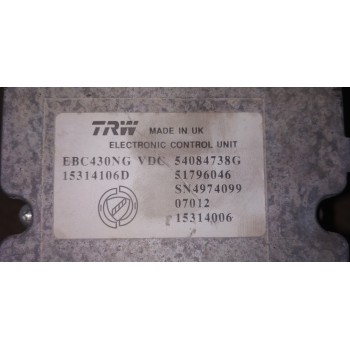 TRW MADE IN UK
ELECTRONIC CONTROL UNIT
EBC430NG VDC 54084738G
15314106D 51796046
SN4974099
07012
15314006